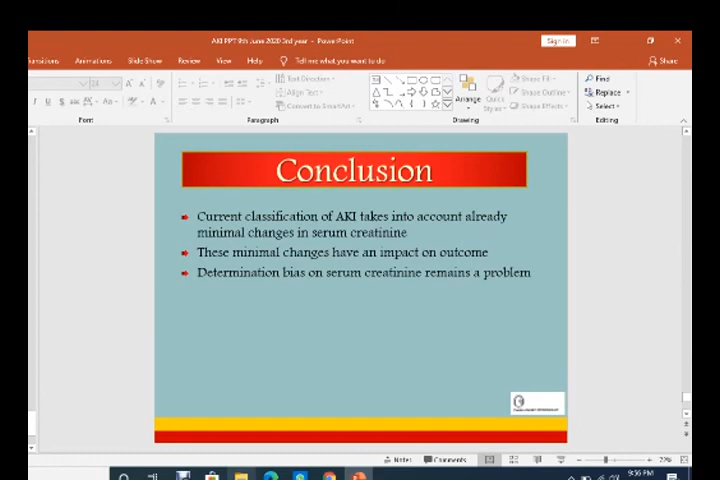 AKI PPT 9th June 2020 3rd year - PowerPoint
Sign in
Transitions Animations Slide Show Review View Help Tell me what you want to do
Share
24
Text Direction
Align Text
Convert to SmartArt
Arrange
Quick Styles
Shape Fill
Shape Outline
Shape Effects
Find
Replace
Select
Font Paragraph Drawing Editing
Conclusion
Current classification of AKI takes into account already
minimal changes in serum creatinine
These minimal changes have an impact on outcome
Determination bias on serum creatinine remains a problem
Notes Comments
9:56 PM